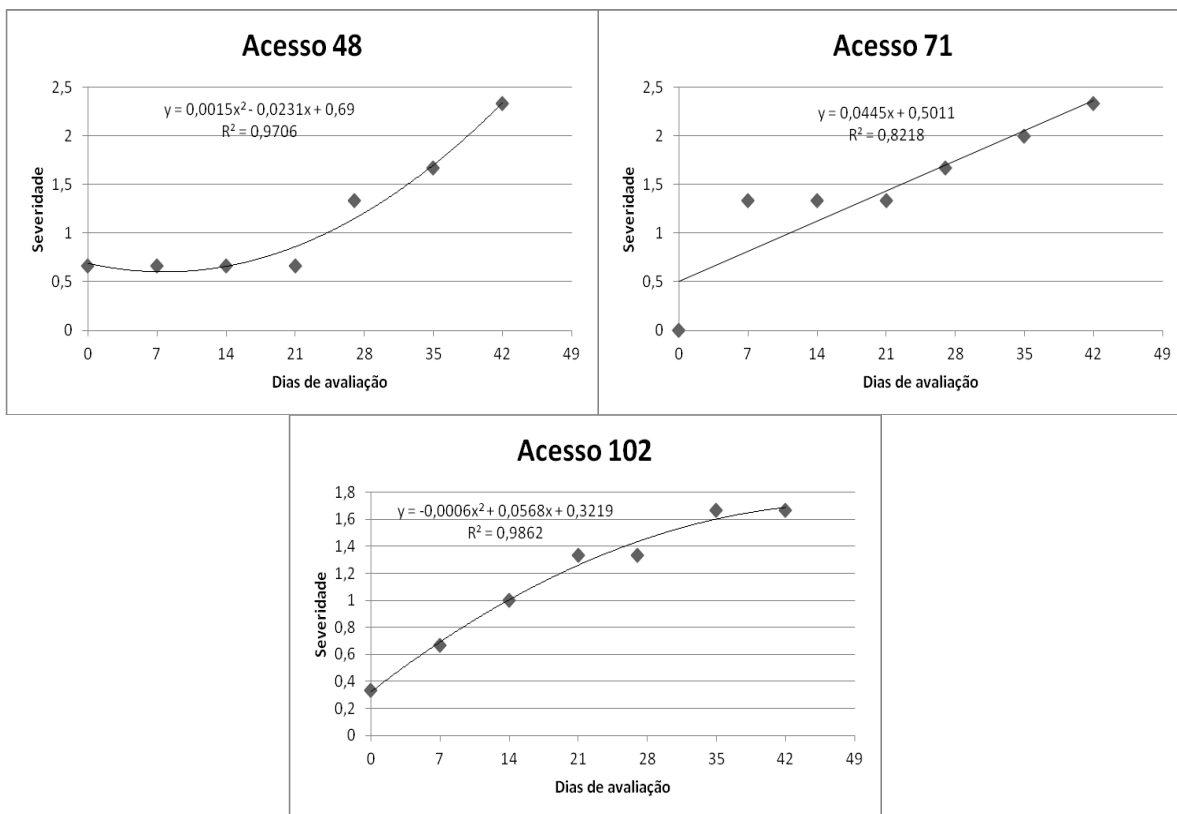 Acesso 48
y = 0,0015x² - 0,0231x + 0,69
R² = 0,9706
Severidade
2,5
2
1,5
1
0,5
0
0 7 14 21 28 35 42 49
Dias de avaliação
Acesso 71
y = 0,0445x + 0,5011
R² = 0,8218
Severidade
2,5
2
1,5
1
0,5
0
0 7 14 21 28 35 42 49
Dias de avaliação
Acesso 102
y = -0,0006x² + 0,0568x + 0,3219
R² = 0,9862
Severidade
1,8
1,6
1,4
1,2
1
0,8
0,6
0,4
0,2
0
0 7 14 21 28 35 42 49
Dias de avaliação